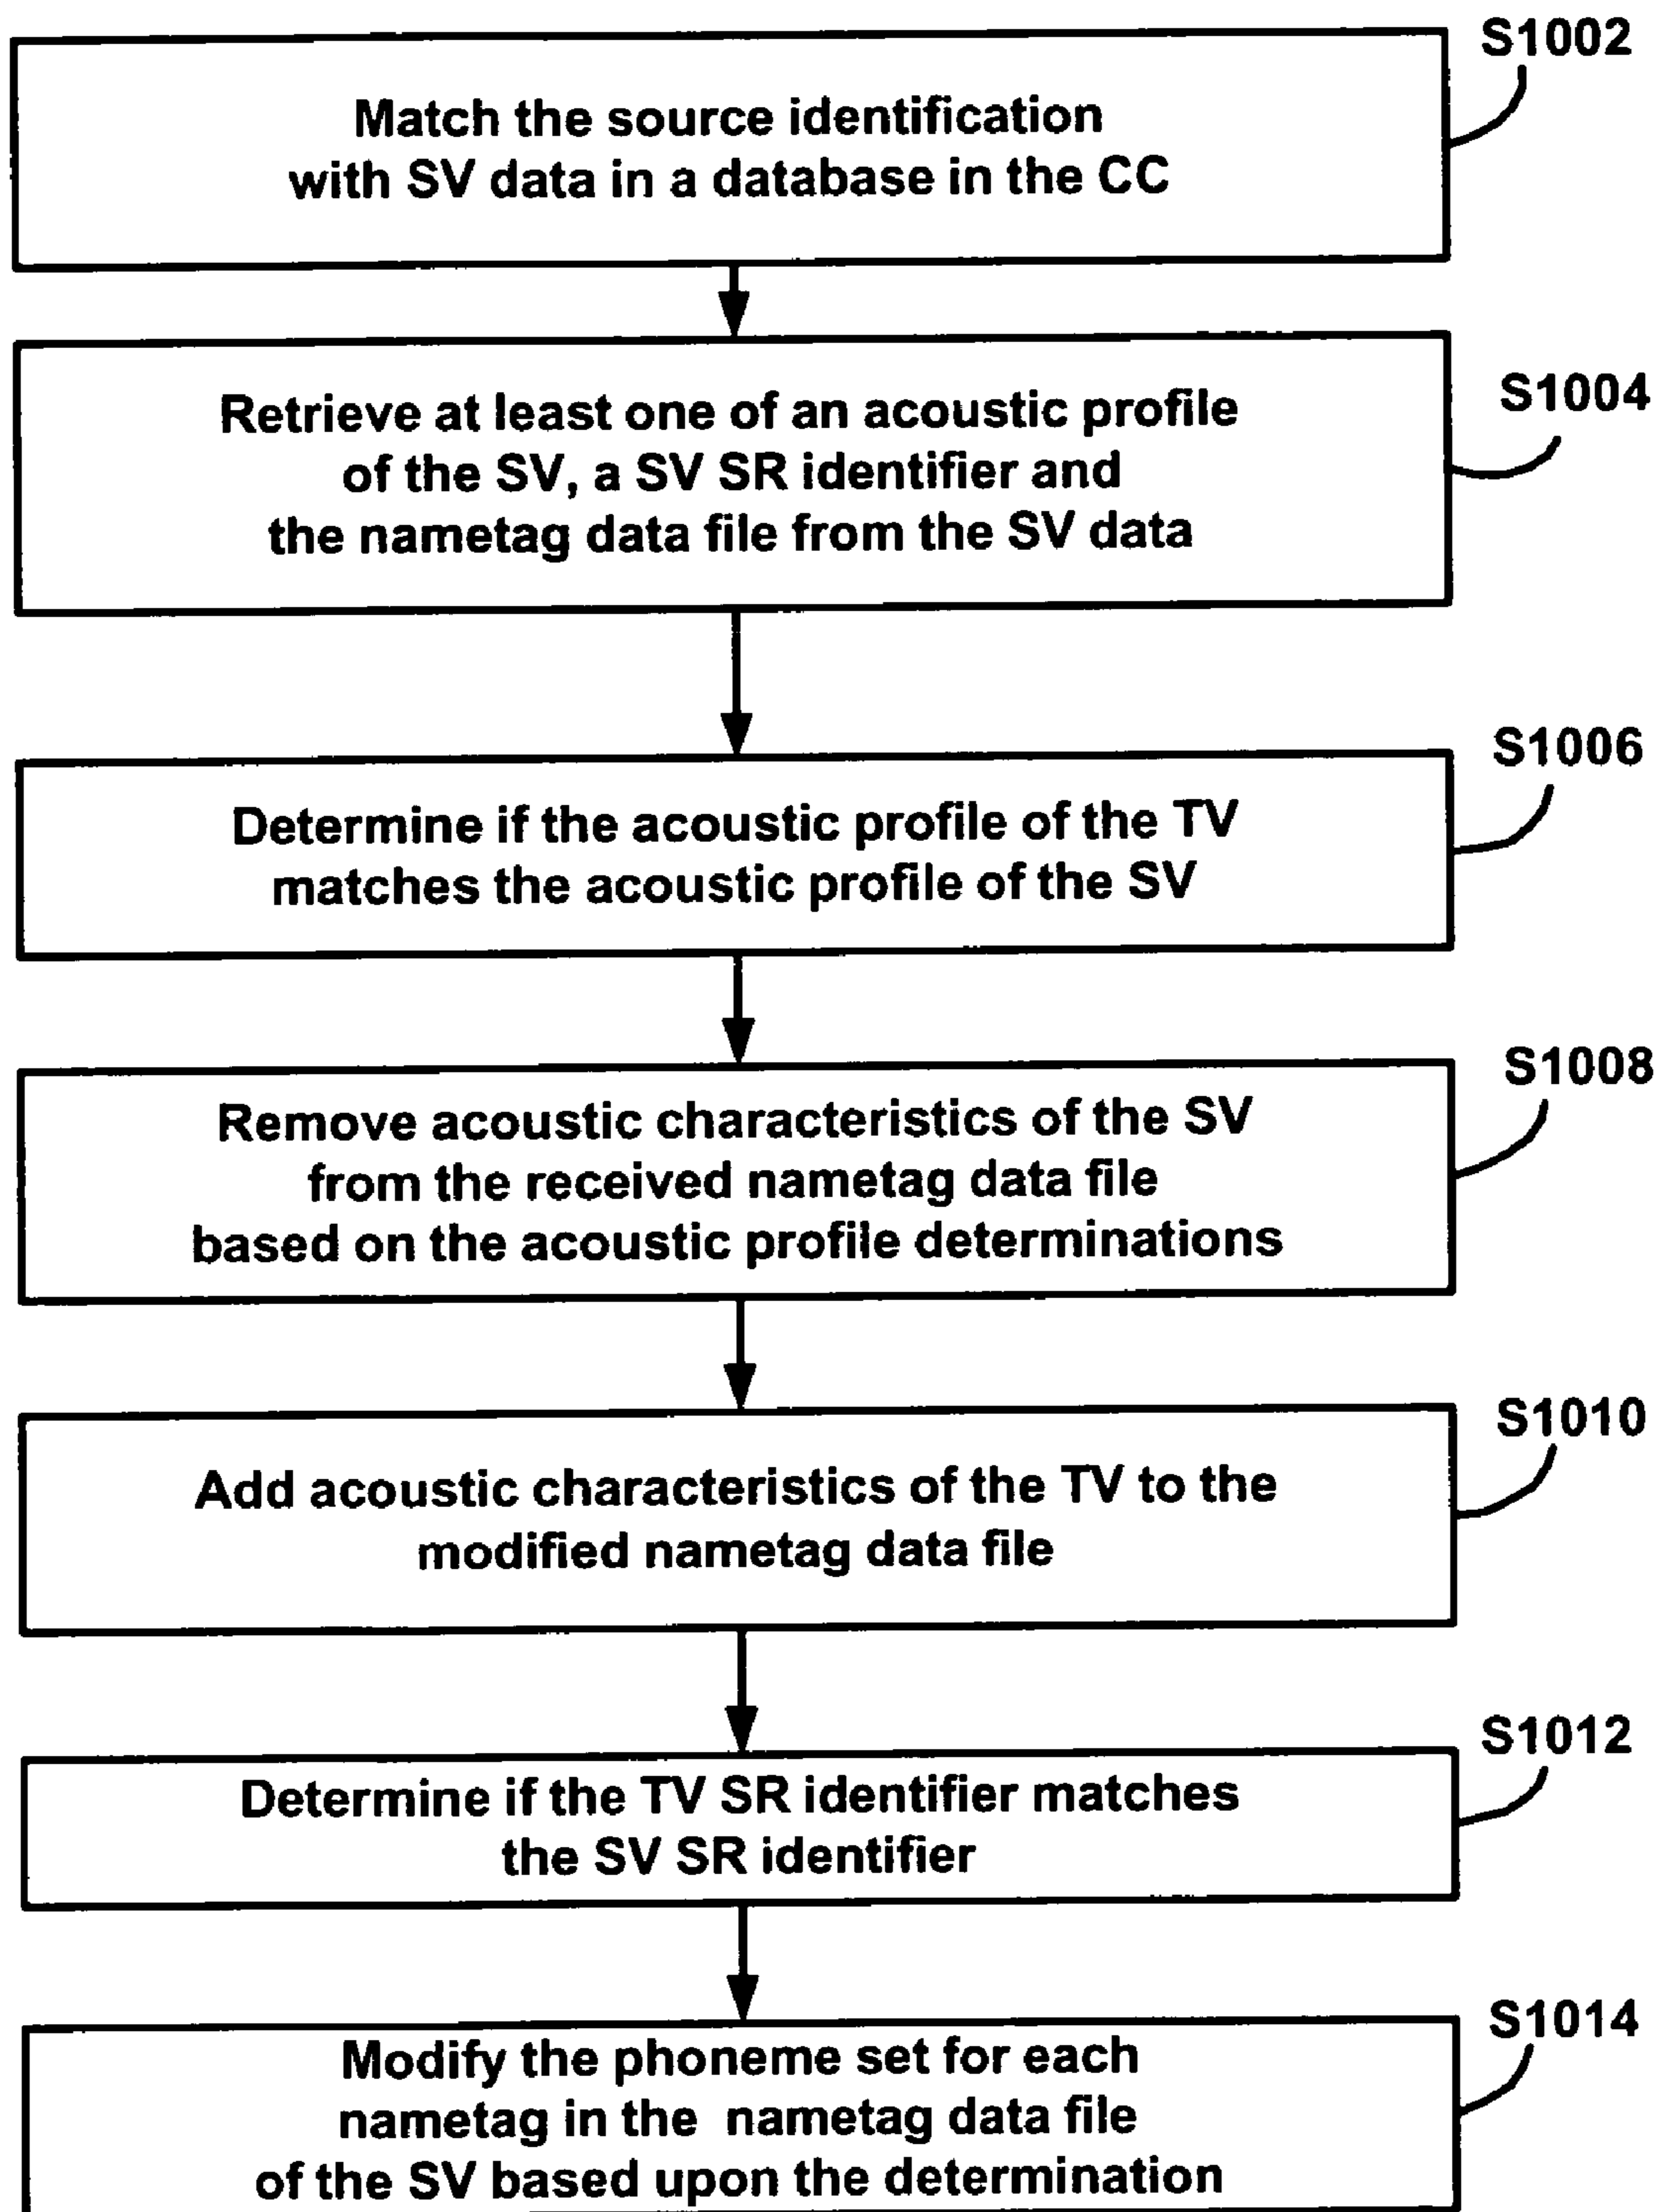 S1002
Match the source identification
with SV data in a database in the CC
S1004
Retrieve at least one of an acoustic profile
of the SV, a SV SR identifier and
the nametag data file from the SV data
S1006
Determine if the acoustic profile of the TV
matches the acoustic profile of the SV
S1008
Remove acoustic characteristics of the SV
from the received nametag data file
based on the acoustic profile determinations
S1010
Add acoustic characteristics of the TV to the
modified nametag data file
S1012
Determine if the TV SR identifier matches
the SV SR identifier
S1014
Modify the phoneme set for each
nametag in the nametag data file
of the SV based upon the determination